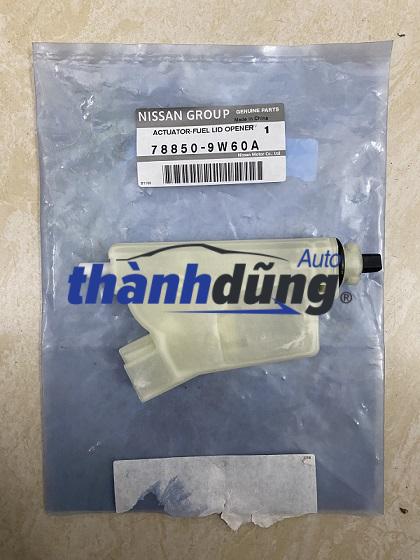 NISSAN GROUP GENUINE PARTS
Made in China
ACTUATOR-FUEL LID OPENER 1
78850-9W60A
Nissan Motor Co., Ltd
Auto
thànhdũng®